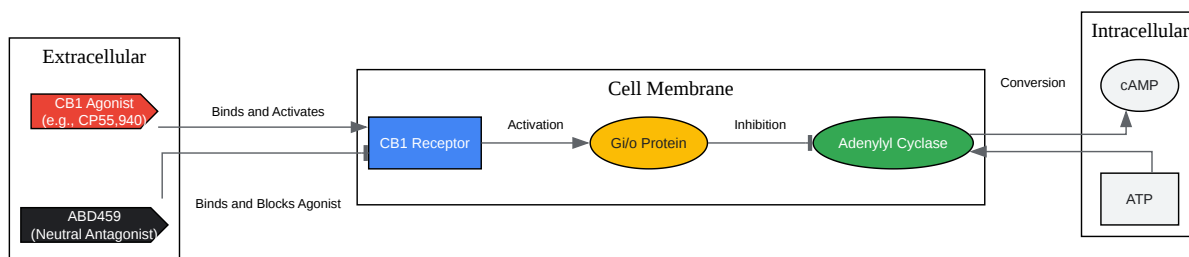 Extracellular
CB1 Agonist
(e.g., CP55,940)
ABD459
(Neutral Antagonist)
Binds and Activates
Binds and Blocks Agonist
Cell Membrane
CB1 Receptor
Activation
Gi/o Protein
Inhibition
Adenylyl Cyclase
Conversion
Intracellular
cAMP
ATP